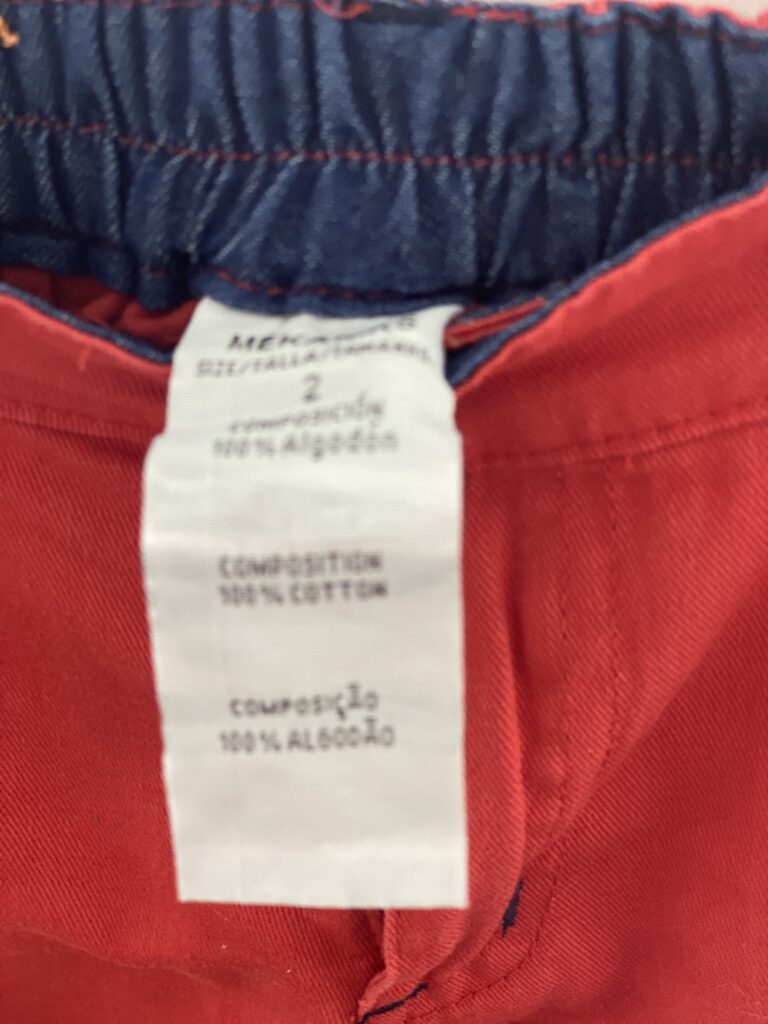 SIZE/TALLA/TAMANHO
2
COMPOSICIÓN
100% Algodón
COMPOSITION
100% COTTON
COMPOSIÇÃO
100% ALGODÃO